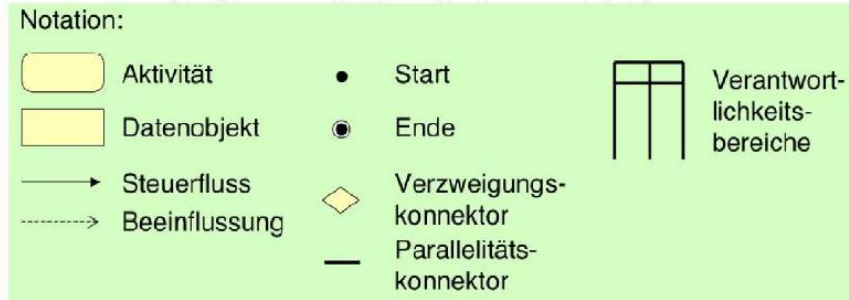 Notation:
Aktivität
Datenobjekt
Steuerfluss
Beeinflussung
Start
Ende
Verzweigungs-
konnektor
Parallelitäts-
konnektor
Verantwort-
lichkeits-
bereiche